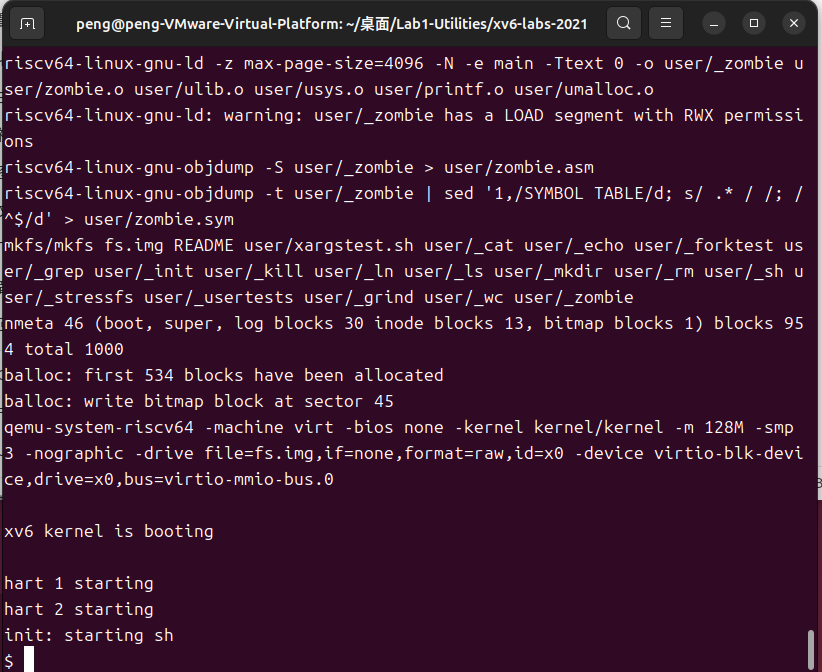 peng@peng-VMware-Virtual-Platform: ~/桌面/Lab1-Utilities/xv6-labs-2021
riscv64-linux-gnu-ld -z max-page-size=4096 -N -e main -Ttext 0 -o user/_zombie u
ser/zombie.o user/ulib.o user/usys.o user/printf.o user/umalloc.o
riscv64-linux-gnu-ld: warning: user/_zombie has a LOAD segment with RWX permissi
ons
riscv64-linux-gnu-objdump -S user/_zombie > user/zombie.asm
riscv64-linux-gnu-objdump -t user/_zombie | sed '1,/SYMBOL TABLE/d; s/ .* / /; /
^$/d' > user/zombie.sym
mkfs/mkfs fs.img README user/xargstest.sh user/_cat user/_echo user/_forktest us
er/_grep user/_init user/_kill user/_ln user/_ls user/_mkdir user/_rm user/_sh u
ser/_stressfs user/_usertests user/_grind user/_wc user/_zombie
nmeta 46 (boot, super, log blocks 30 inode blocks 13, bitmap blocks 1) blocks 95
4 total 1000
balloc: first 534 blocks have been allocated
balloc: write bitmap block at sector 45
qemu-system-riscv64 -machine virt -bios none -kernel kernel/kernel -m 128M -smp
3 -nographic -drive file=fs.img,if=none,format=raw,id=x0 -device virtio-blk-devi
ce,drive=x0,bus=virtio-mmio-bus.0
xv6 kernel is booting
hart 1 starting
hart 2 starting
init: starting sh
$